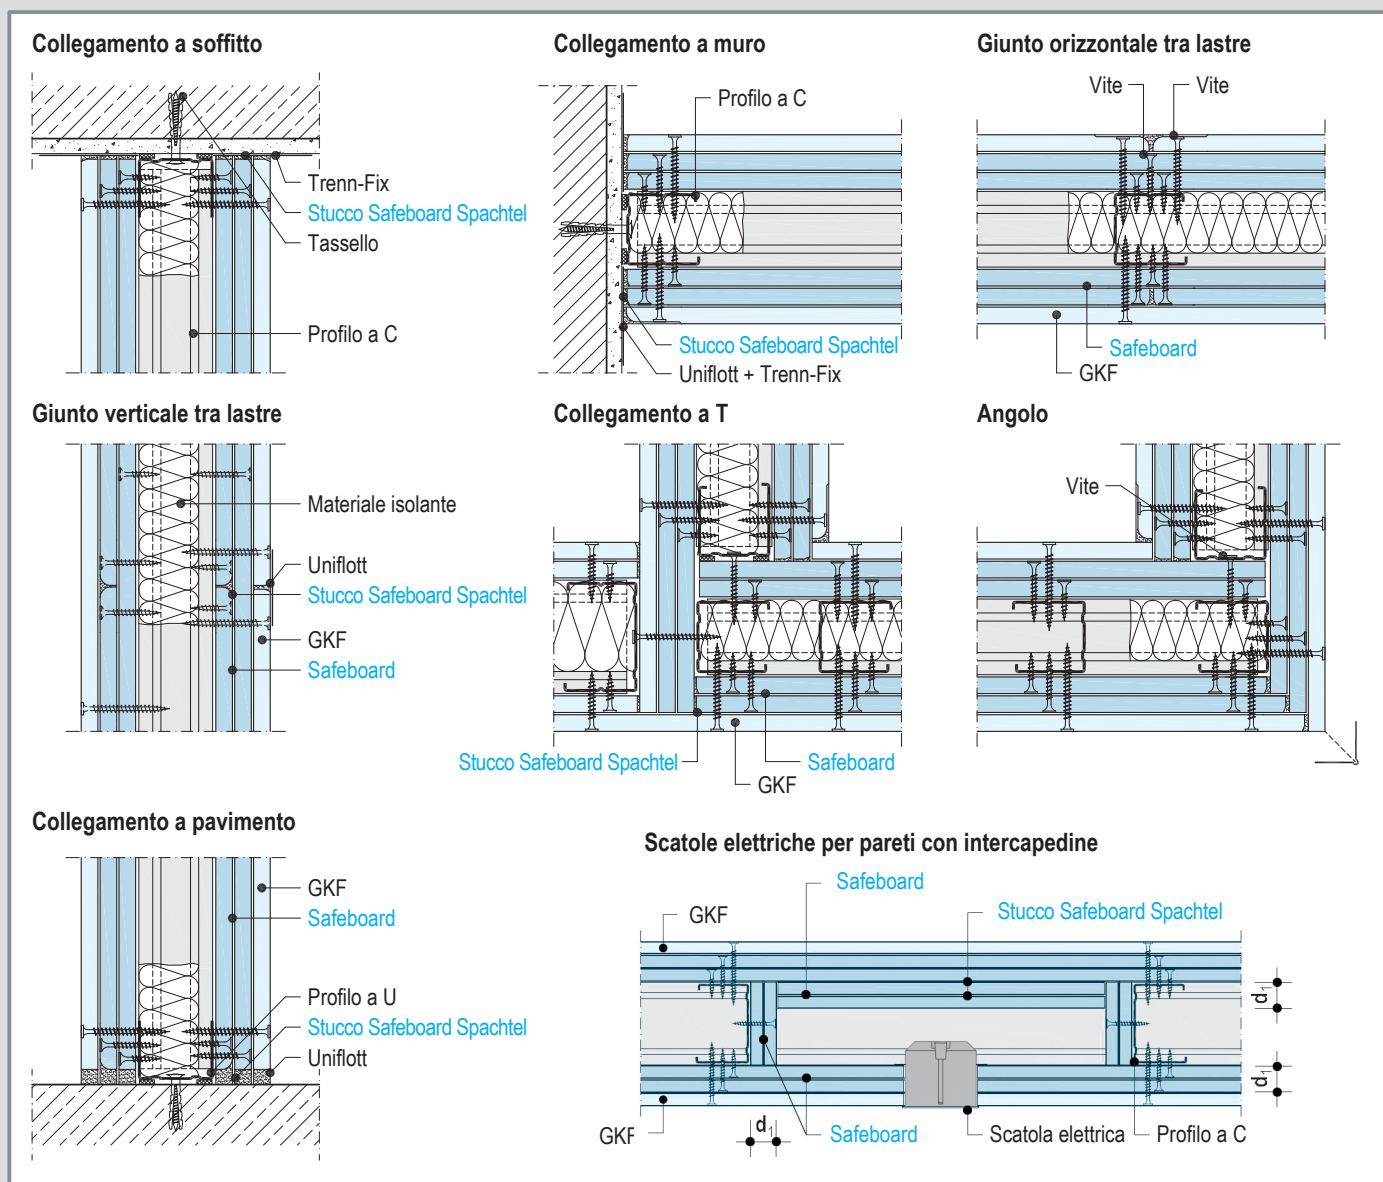 Collegamento a soffitto
Trenn-Fix
Stucco Safeboard Spachtel
Tassello
Profilo a C
Collegamento a muro
Profilo a C
Stucco Safeboard Spachtel
Uniflott + Trenn-Fix
Giunto orizzontale tra lastre
Vite
Vite
Safeboard
GKF
Giunto verticale tra lastre
Materiale isolante
Uniflott
Stucco Safeboard Spachtel
GKF
Safeboard
Collegamento a T
Stucco Safeboard Spachtel
Safeboard
GKF
Angolo
Vite
Collegamento a pavimento
GKF
Safeboard
Profilo a U
Stucco Safeboard Spachtel
Uniflott
Scatole elettriche per pareti con intercapedine
Safeboard
GKF
Stucco Safeboard Spachtel
d1
d1
GKF
d1
Safeboard
Scatola elettrica
Profilo a C